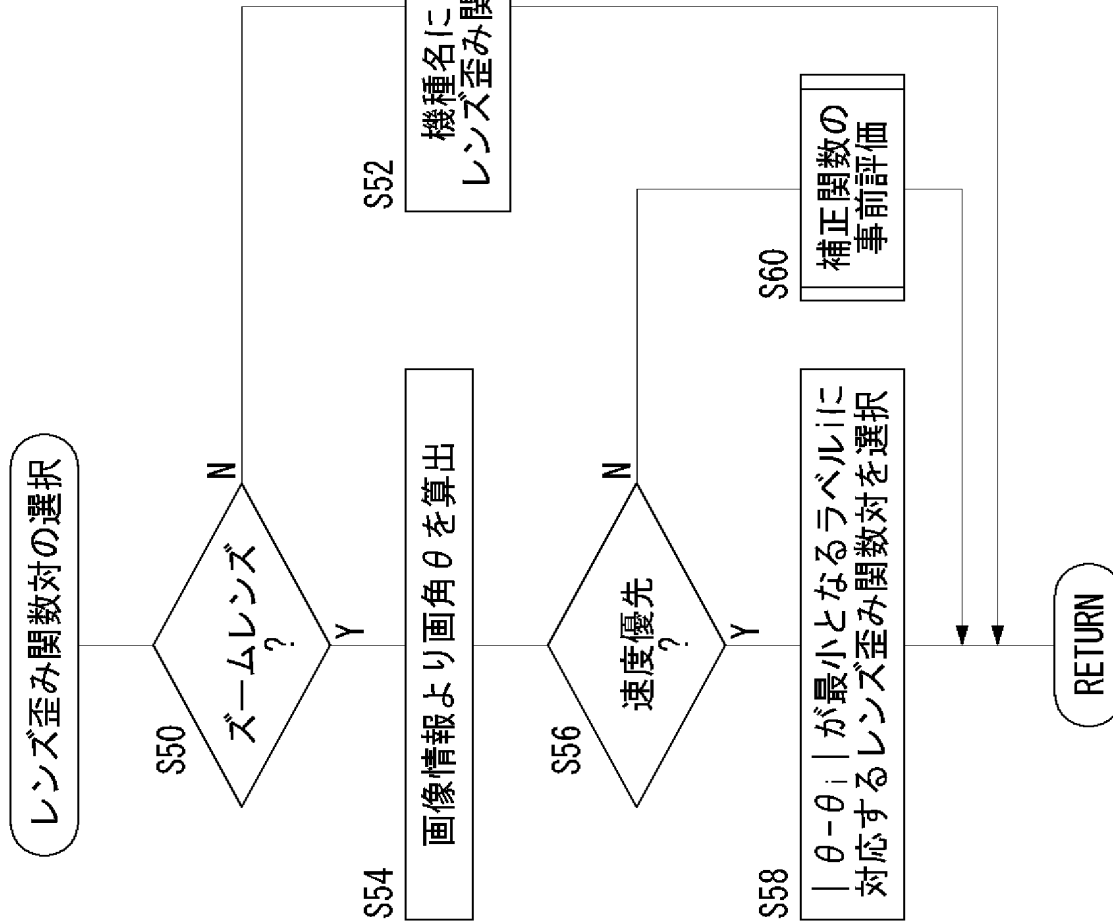 レンズ歪み関数対の選択
S50
ズームレンズ
?
N
Y
S52
機種名に
レンズ歪み関
S54
画像情報より画角θを算出
S56
速度優先
?
N
Y
S58
|θ-θi|が最小となるラベルiに
対応するレンズ歪み関数対を選択
S60
補正関数の
事前評価
RETURN